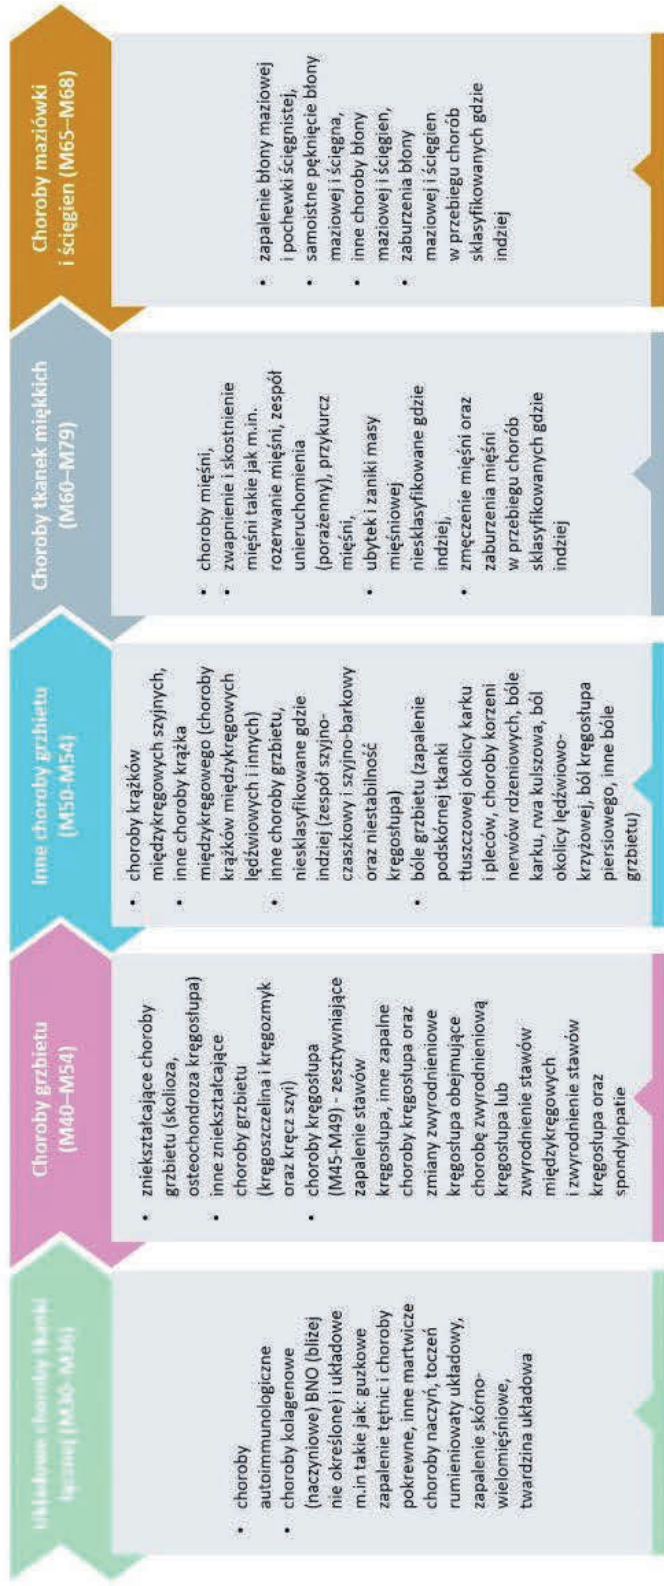 Układowe choroby tkanki
łącznej (M30–M36)
• choroby
autoimmunologiczne
• choroby kolagenowe
(naczyniowe) BNO (bliżej
nie określone) i układowe
m.in takie jak: guzkowe
zapalenie tętnic i choroby
pokrewne, inne martwicze
choroby naczyń, toczeń
rumieniowaty układowy,
zapalenie skórno-
wielomięśniowe,
twardzina układowa
Choroby grzbietu
(M40–M54)
• zniekształcające choroby
grzbietu (skolioza,
osteochondroza kręgosłupa)
• inne zniekształcające
choroby grzbietu
(kręgoszczelina i kręgozmyk
oraz kręcz szyi)
• choroby kręgosłupa
(M45-M49) - zesztywniające
zapalenie stawów
kręgosłupa, inne zapalne
choroby kręgosłupa oraz
zmiany zwyrodnieniowe
kręgosłupa obejmujące
chorobę zwyrodnieniową
kręgosłupa lub
zwyrodnienie stawów
międzykręgowych
i zwyrodnienie stawów
kręgosłupa oraz
spondylopatie
Inne choroby grzbietu
(M50-M54)
• choroby krążków
międzykręgowych szyjnych,
• inne choroby krążka
międzykręgowego (choroby
krążków międzykręgowych
lędźwiowych i innych)
• inne choroby grzbietu,
niesklasyfikowane gdzie
indziej (zespół szyjno-
czaszkowy i szyjno-barkowy
oraz niestabilność
kręgosłupa)
• bóle grzbietu (zapalenie
podskórnej tkanki
tłuszczowej okolicy karku
i pleców, choroby korzeni
nerwów rdzeniowych, bóle
karku, rwa kulszowa, ból
okolicy lędźwiowo-
krzyżowej, ból kręgosłupa
piersiowego, inne bóle
grzbietu)
Choroby tkanek miękkich
(M60–M79)
• choroby mięśni,
• zwapnienie i skostnienie
mięśni takie jak m.in.
rozerwanie mięśni, zespół
unieruchomienia
(porażenny), przykurcz
mięśni,
• ubytek i zaniki masy
mięśniowej
niesklasyfikowane gdzie
indziej,
• zmęczenie mięśni oraz
zaburzenia mięśni
w przebiegu chorób
sklasyfikowanych gdzie
indziej
Choroby maziówki
i ścięgien (M65–M68)
• zapalenie błony maziowej
i pochewki ścięgnistej,
• samoistne pęknięcie błony
maziowej i ścięgna,
• inne choroby błony
maziowej i ścięgien,
• zaburzenia błony
maziowej i ścięgien
w przebiegu chorób
sklasyfikowanych gdzie
indziej